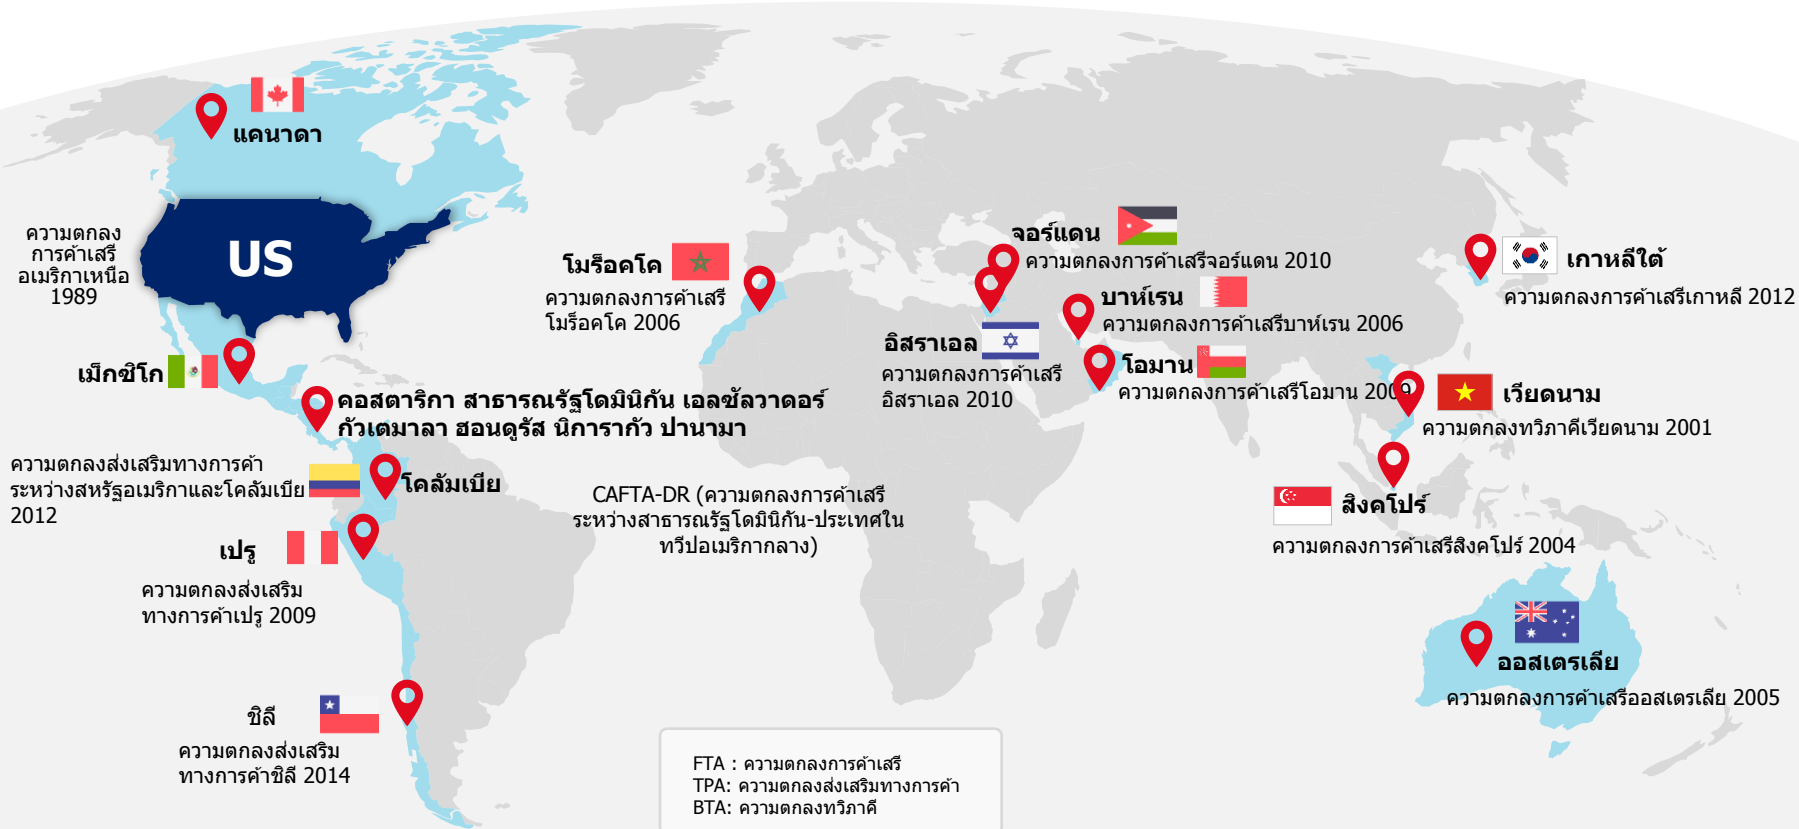 แคนาดา
ความตกลง
การค้าเสรี
อเมริกาเหนือ
1989
US
เม็กซิโก
คอสตาริกา สาธารณรัฐโดมินิกัน เอลซัลวาดอร์
กัวเตมาลา ฮอนดูรัส นิการากัว ปานามา
ความตกลงส่งเสริมทางการค้า
ระหว่างสหรัฐอเมริกาและโคลัมเบีย
2012
โคลัมเบีย
CAFTA-DR (ความตกลงการค้าเสรี
ระหว่างสาธารณรัฐโดมินิกัน-ประเทศใน
ทวีปอเมริกากลาง)
เปรู
ความตกลงส่งเสริม
ทางการค้าเปรู 2009
ชิลี
ความตกลงส่งเสริม
ทางการค้าชิลี 2014
โมร็อคโค
ความตกลงการค้าเสรี
โมร็อคโค 2006
จอร์แดน
ความตกลงการค้าเสรีจอร์แดน 2010
บาห์เรน
ความตกลงการค้าเสรีบาห์เรน 2006
อิสราเอล
ความตกลงการค้าเสรี
อิสราเอล 2010
โอมาน
ความตกลงการค้าเสรีโอมาน 2009
เกาหลีใต้
ความตกลงการค้าเสรีเกาหลี 2012
เวียดนาม
ความตกลงทวิภาคีเวียดนาม 2001
สิงคโปร์
ความตกลงการค้าเสรีสิงคโปร์ 2004
ออสเตรเลีย
ความตกลงการค้าเสรีออสเตรเลีย 2005
FTA : ความตกลงการค้าเสรี
TPA: ความตกลงส่งเสริมทางการค้า
BTA: ความตกลงทวิภาคี